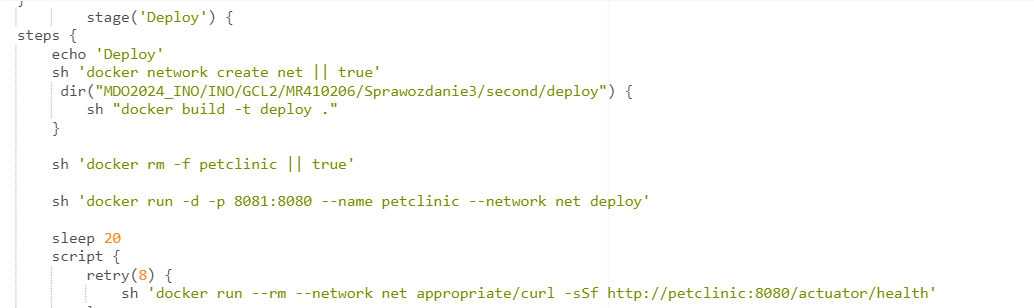 }
stage('Deploy') {
steps {
echo 'Deploy'
sh 'docker network create net || true'
dir("MDO2024_INO/INO/GCL2/MR410206/Sprawozdanie3/second/deploy") {
sh "docker build -t deploy ."
}
sh 'docker rm -f petclinic || true'
sh 'docker run -d -p 8081:8080 --name petclinic --network net deploy'
sleep 20
script {
retry(8) {
sh 'docker run --rm --network net appropriate/curl -sSf http://petclinic:8080/actuator/health'
}